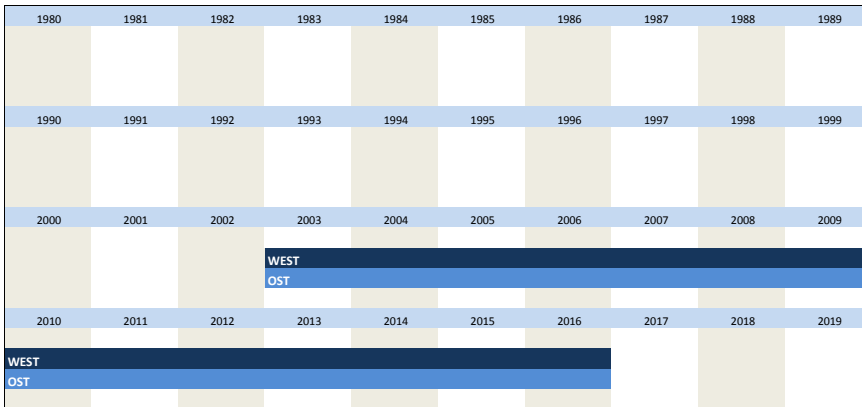 1980 1981 1982 1983 1984 1985 1986 1987 1988 1989
1990 1991 1992 1993 1994 1995 1996 1997 1998 1999
2000 2001 2002 2003 2004 2005 2006 2007 2008 2009
WEST
OST
2010 2011 2012 2013 2014 2015 2016 2017 2018 2019
WEST
OST